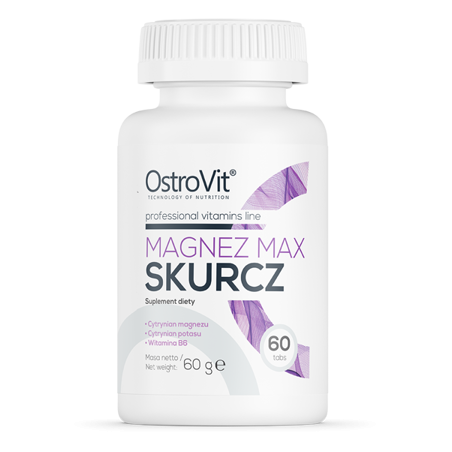 OstroVit®
TECHNOLOGY OF NUTRITION
professional vitamins line
MAGNEZ MAX
SKURCZ
Suplement diety
• Cytrynian magnezu
• Cytrynian potasu
• Witamina B6
60
tabs
Masa netto /
Net weight: 60 g ℮